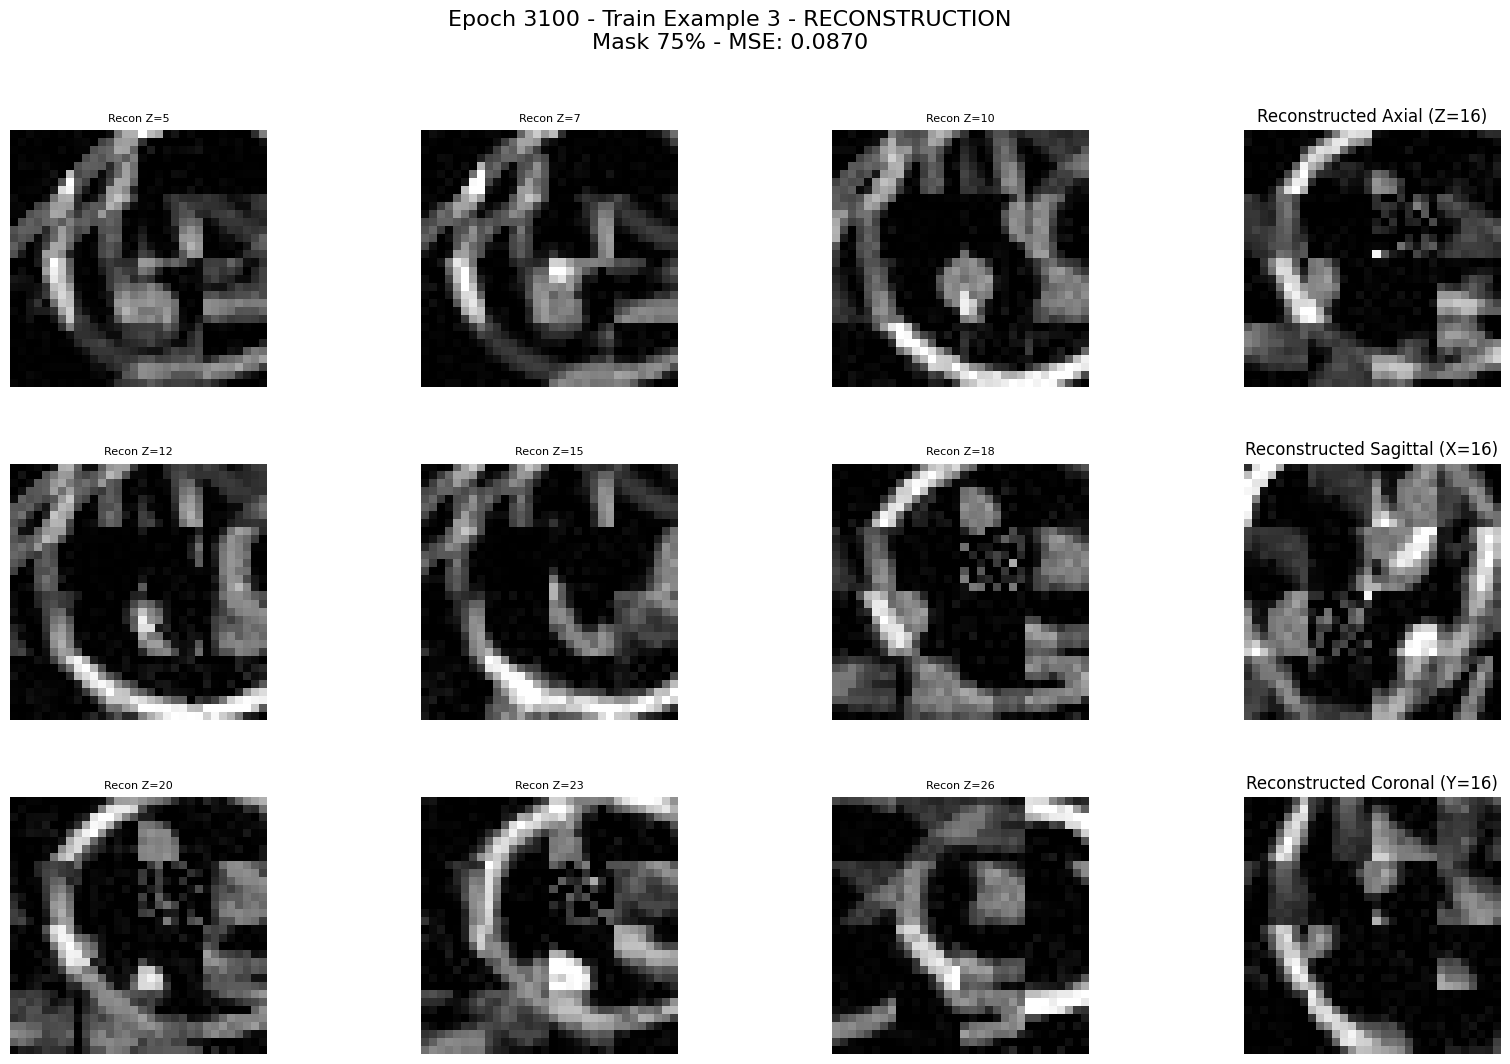 Epoch 3100 - Train Example 3 - RECONSTRUCTION
Mask 75% - MSE: 0.0870
Recon Z=5
Recon Z=7
Recon Z=10
Reconstructed Axial (Z=16)
Recon Z=12
Recon Z=15
Recon Z=18
Reconstructed Sagittal (X=16)
Recon Z=20
Recon Z=23
Recon Z=26
Reconstructed Coronal (Y=16)